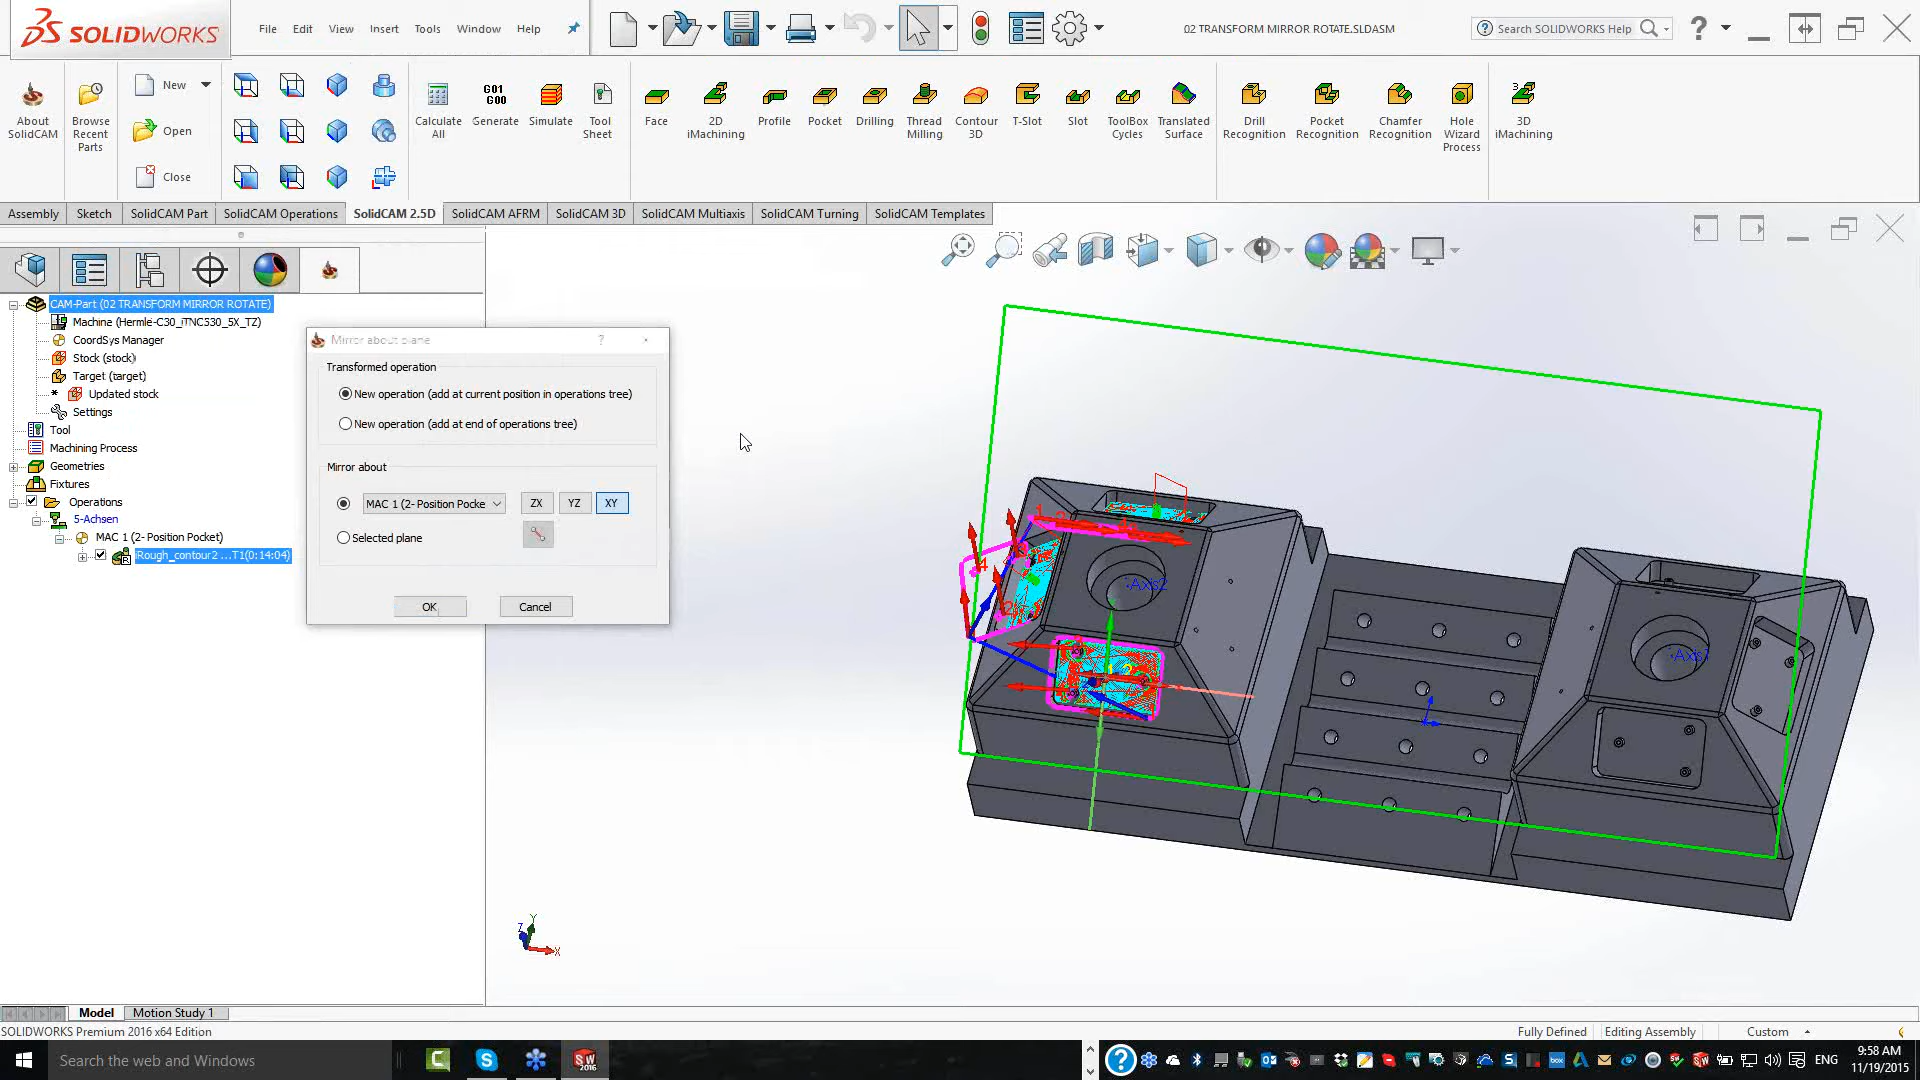 SOLIDWORKS
File Edit View Insert Tools Window Help
02 TRANSFORM MIRROR ROTATE.SLDASM
Search SOLIDWORKS Help
About SolidCAM
Browse Recent Parts
New
Open
Close
Calculate All
G01 G00
Generate
Simulate
Tool Sheet
Face
2D iMachining
Profile
Pocket
Drilling
Thread Milling
Contour 3D
T-Slot
Slot
ToolBox Cycles
Translated Surface
Drill Recognition
Pocket Recognition
Chamfer Recognition
Hole Wizard Process
3D iMachining
Assembly Sketch SolidCAM Part SolidCAM Operations SolidCAM 2.5D SolidCAM AFRM SolidCAM 3D SolidCAM Multiaxis SolidCAM Turning SolidCAM Templates
CAM-Part (02 TRANSFORM MIRROR ROTATE)
Machine (Hermle-C30_iTNC530_5X_TZ)
CoordSys Manager
Stock (stock)
Target (target)
* Updated stock
Settings
Tool
Machining Process
Geometries
Fixtures
Operations
5-Achsen
MAC 1 (2- Position Pocket)
iRough_contour2 ...T1(0:14:04)
Mirror about plane
?
Transformed operation
New operation (add at current position in operations tree)
New operation (add at end of operations tree)
Mirror about
MAC 1 (2- Position Pocke
ZX YZ XY
Selected plane
OK Cancel
Axis2
Axis1
Y
Z
X
Model Motion Study 1
SOLIDWORKS Premium 2016 x64 Edition
Fully Defined Editing Assembly Custom
Search the web and Windows
SW 2016
ENG
9:58 AM
11/19/2015